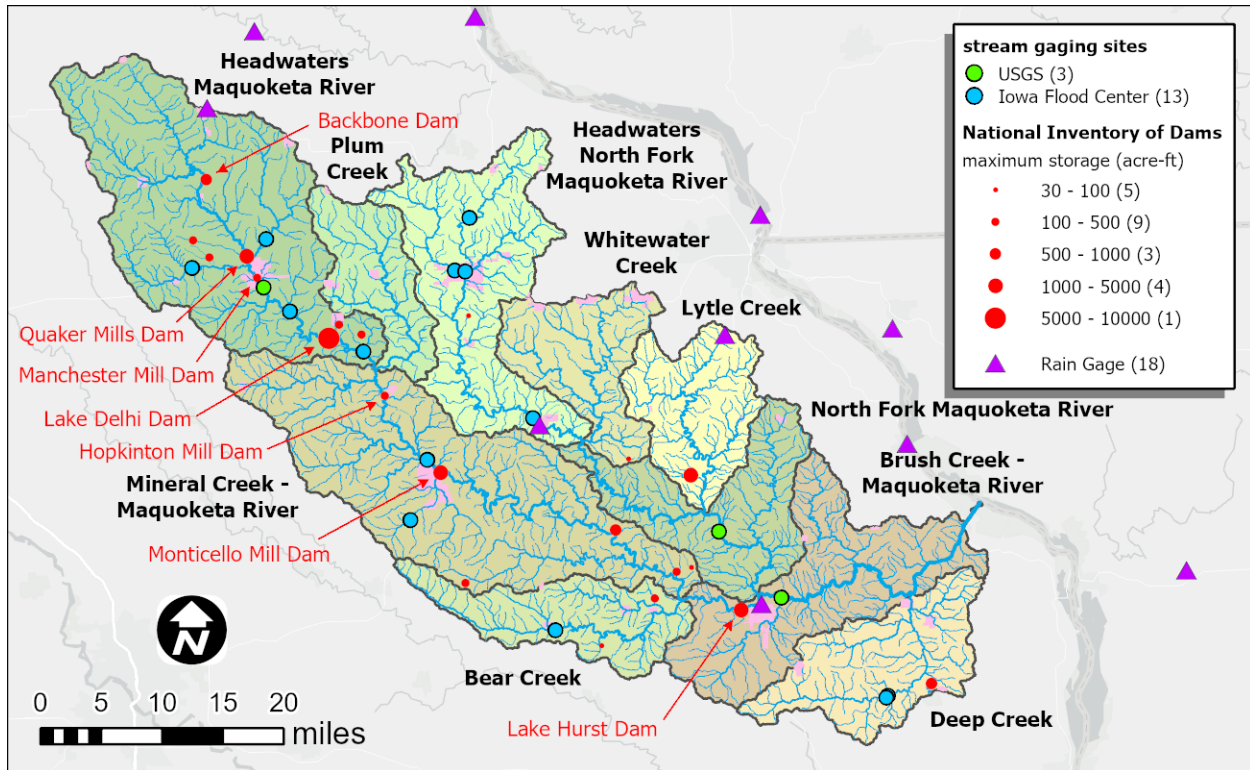 Headwaters
Maquoketa River
Backbone Dam
Plum
Creek
Headwaters
North Fork
Maquoketa River
Whitewater
Creek
Lytle Creek
Quaker Mills Dam
Manchester Mill Dam
Lake Delhi Dam
Hopkinton Mill Dam
Mineral Creek -
Maquoketa River
Monticello Mill Dam
North Fork Maquoketa River
Brush Creek -
Maquoketa River
Bear Creek
Lake Hurst Dam
Deep Creek
N
0 5 10 15 20
miles
stream gaging sites
USGS (3)
Iowa Flood Center (13)
National Inventory of Dams
maximum storage (acre-ft)
30 - 100 (5)
100 - 500 (9)
500 - 1000 (3)
1000 - 5000 (4)
5000 - 10000 (1)
Rain Gage (18)